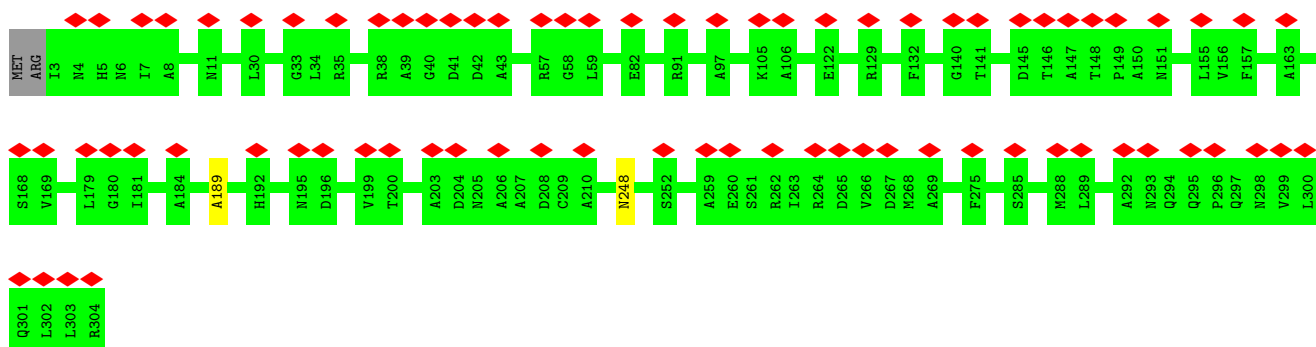 MET ARG I3 N4 H5 N6 I7 A8 N11 L30 G33 L34 R35 R38 A39 G40 D41 D42 A43 R57 G58 L59 E82 R91 A97 K105 A106 E122 R129 F132 G140 T141 D145 T146 A147 T148 P149 A150 N151 L155 V156 F157 A163
S168 V169 L179 G180 I181 A184 A189 H192 N195 D196 V199 T200 A203 D204 N205 A206 A207 D208 C209 A210 N248 S252 A259 E260 S261 R262 I263 R264 D265 V266 D267 M268 A269 F275 S285 M288 L289 A292 N293 Q294 Q295 P296 Q297 N298 V299 L300
Q301 L302 L303 R304